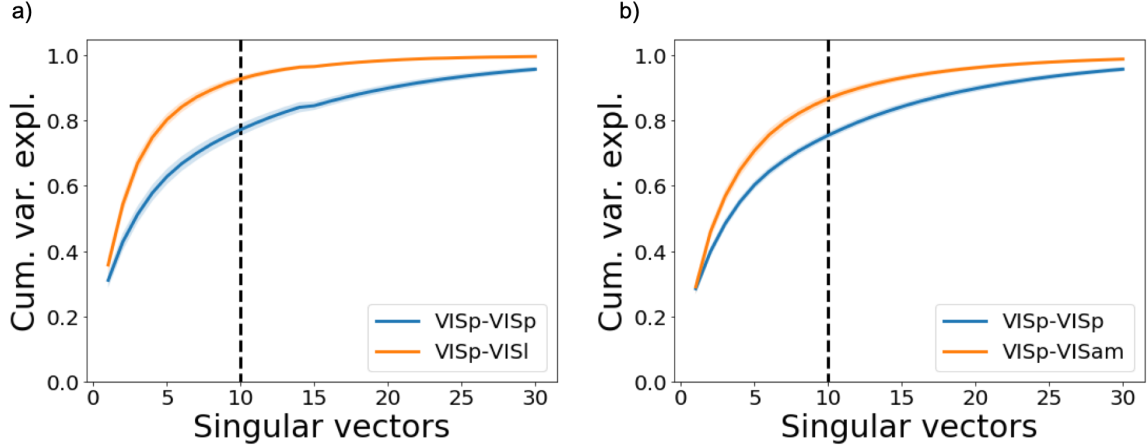 a)
Cum. var. expl.
1.0
0.8
0.6
0.4
0.2
0.0
0 5 10 15 20 25 30
Singular vectors
VISp-VISp
VISp-VISl
b)
Cum. var. expl.
1.0
0.8
0.6
0.4
0.2
0.0
0 5 10 15 20 25 30
Singular vectors
VISp-VISp
VISp-VISam